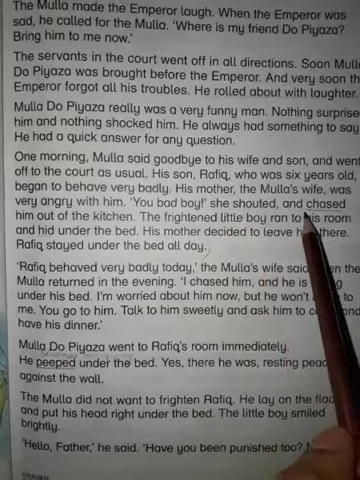 The Mulla made the Emperor laugh. When the Emperor was
sad, he called for the Mulla. 'Where is my friend Do Piyaza?
Bring him to me now.'
The servants in the court went off in all directions. Soon Mulla
Do Piyaza was brought before the Emperor. And very soon th
Emperor forgot all his troubles. He rolled about with laughter.
Mulla Do Piyaza really was a very funny man. Nothing surprise
him and nothing shocked him. He always had something to say
He had a quick answer for any question.
One morning, Mulla said goodbye to his wife and son, and went
off to the court as usual. His son, Rafiq, who was six years old,
began to behave very badly. His mother, the Mulla's wife, was
very angry with him. 'You bad boy!' she shouted, and chased
him out of the kitchen. The frightened little boy ran to his room
and hid under the bed. His mother decided to leave h there.
Rafiq stayed under the bed all day.
'Rafiq behaved very badly today,' the Mulla's wife said en the
Mulla returned in the evening. 'I chased him, and he is g
under his bed. I'm worried about him now, but he won't to
me. You go to him. Talk to him sweetly and ask him to c and
have his dinner.'
Mulla Do Piyaza went to Rafiq's room immediately.
He peeped under the bed. Yes, there he was, resting peac
against the wall.
The Mulla did not want to frighten Rafiq. He lay on the floo
and put his head right under the bed. The little boy smiled
brightly.
'Hello, Father,' he said. 'Have you been punished too?
OXFORD